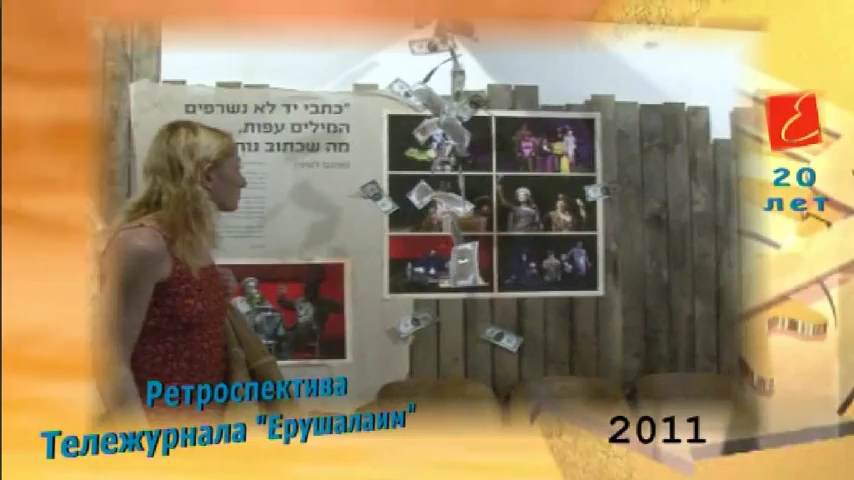 "כתבי יד לא נשרפים
המילים עפות,
מה שכתוב
20
лет
Ретроспектива
Тележурнала "Ерушалаим"
2011